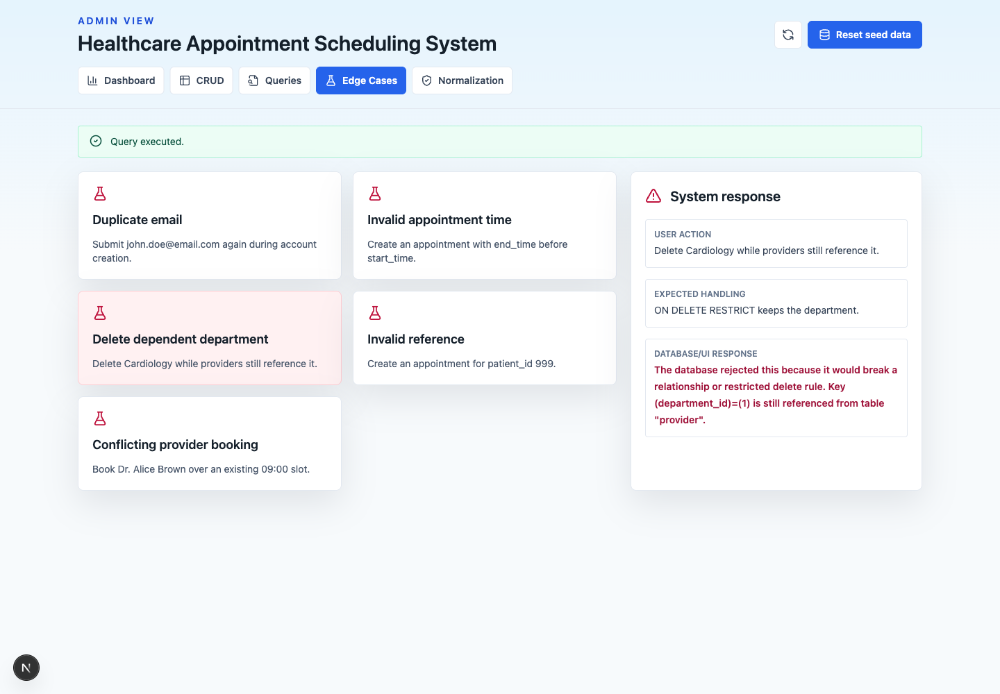 ADMIN VIEW
Healthcare Appointment Scheduling System
Reset seed data
Dashboard
CRUD
Queries
Edge Cases
Normalization
Query executed.
Duplicate email
Submit john.doe@email.com again during account
creation.
Invalid appointment time
Create an appointment with end_time before
start_time.
Delete dependent department
Delete Cardiology while providers still reference it.
Invalid reference
Create an appointment for patient_id 999.
Conflicting provider booking
Book Dr. Alice Brown over an existing 09:00 slot.
System response
USER ACTION
Delete Cardiology while providers still reference it.
EXPECTED HANDLING
ON DELETE RESTRICT keeps the department.
DATABASE/UI RESPONSE
The database rejected this because it would break a
relationship or restricted delete rule. Key
(department_id)=(1) is still referenced from table
"provider".
N